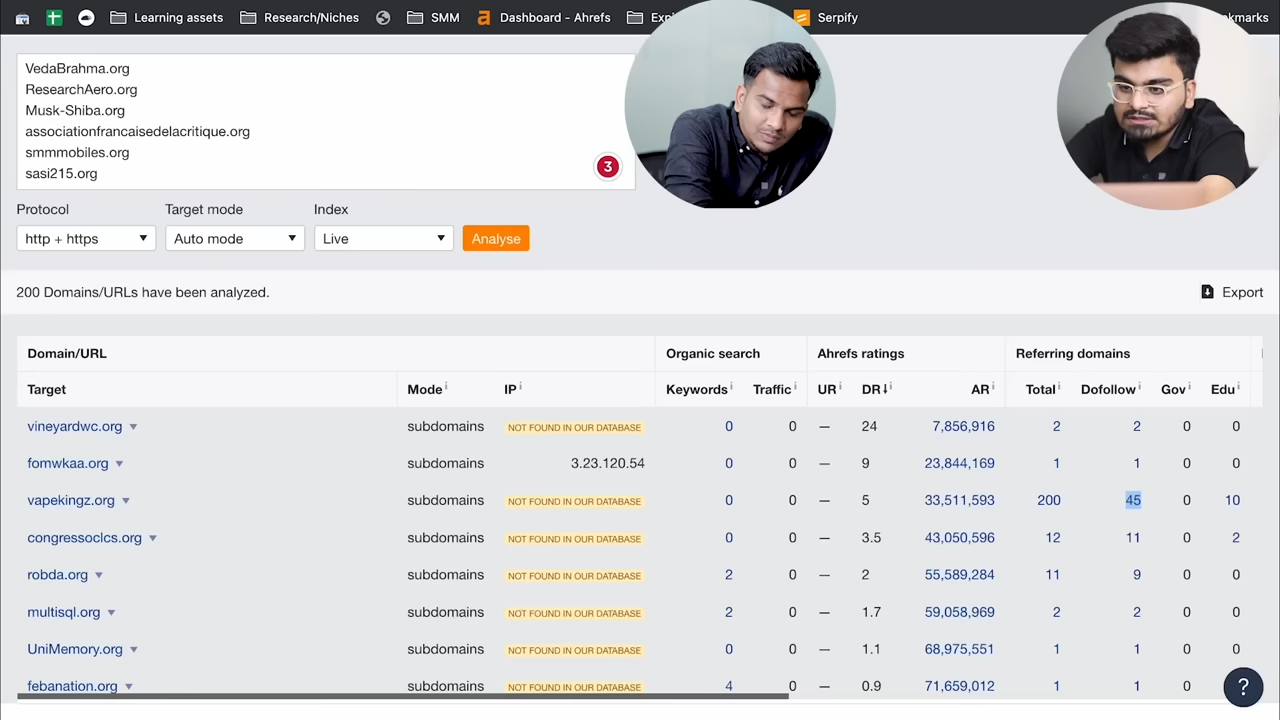 Learning assets Research/Niches SMM Dashboard - Ahrefs Serpify
VedaBrahma.org
ResearchAero.org
Musk-Shiba.org
associationfrancaisedelacritique.org
smmmobiles.org
sasi215.org
3
Protocol Target mode Index
http + https Auto mode Live Analyse
200 Domains/URLs have been analyzed. Export
Domain/URL Organic search Ahrefs ratings Referring domains
Target Mode IP Keywords Traffic UR DR AR Total Dofollow Gov Edu
vineyardwc.org subdomains NOT FOUND IN OUR DATABASE 0 0 — 24 7,856,916 2 2 0 0
fomwkaa.org subdomains 3.23.120.54 0 0 — 9 23,844,169 1 1 0 0
vapekingz.org subdomains NOT FOUND IN OUR DATABASE 0 0 — 5 33,511,593 200 45 0 10
congressoclcs.org subdomains NOT FOUND IN OUR DATABASE 0 0 — 3.5 43,050,596 12 11 0 2
robda.org subdomains NOT FOUND IN OUR DATABASE 2 0 — 2 55,589,284 11 9 0 0
multisql.org subdomains NOT FOUND IN OUR DATABASE 2 0 — 1.7 59,058,969 2 2 0 0
UniMemory.org subdomains NOT FOUND IN OUR DATABASE 0 0 — 1.1 68,975,551 1 1 0 0
febanation.org subdomains NOT FOUND IN OUR DATABASE 4 0 — 0.9 71,659,012 1 1 0
?